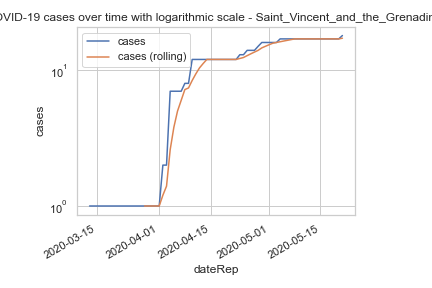 OVID-19 cases over time with logarithmic scale - Saint_Vincent_and_the_Grenadin
cases
cases (rolling)
10¹
10⁰
cases
2020-03-15
2020-04-01
2020-04-15
2020-05-01
2020-05-15
dateRep